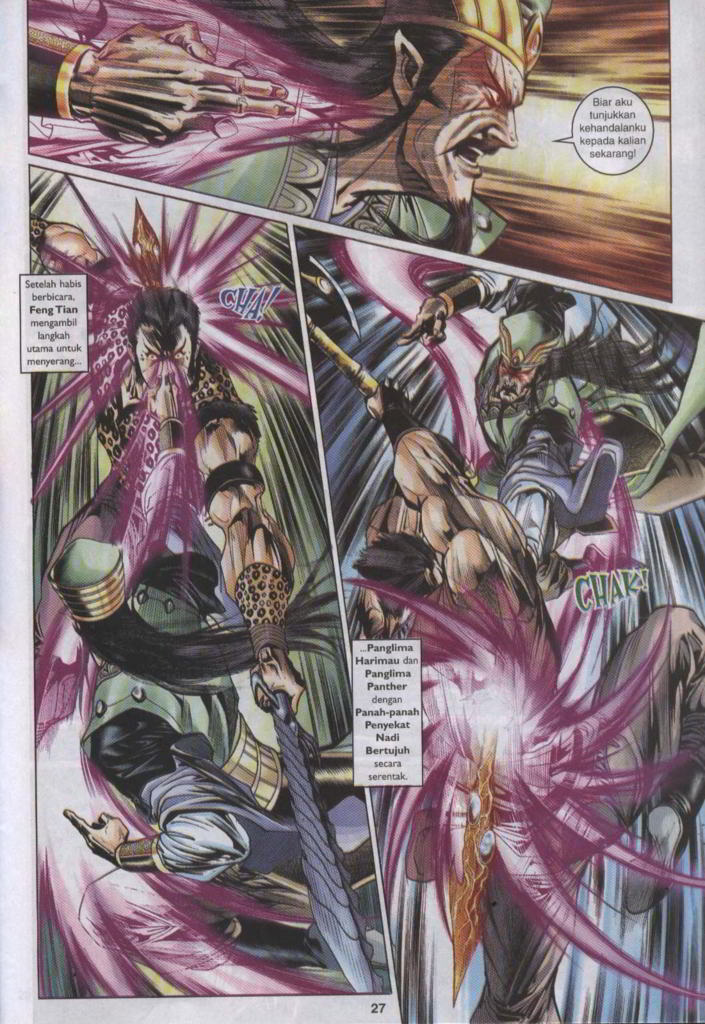 Biar aku
tunjukkan
kehandalanku
kepada kalian
sekarang!
Setelah habis
berbicara,
Feng Tian
mengambil
langkah
utama untuk
menyerang...
CHA!
CHAK!
...Panglima
Harimau dan
Panglima
Panther
dengan
Panah-panah
Penyekat
Nadi
Bertujuh
secara
serentak.
27